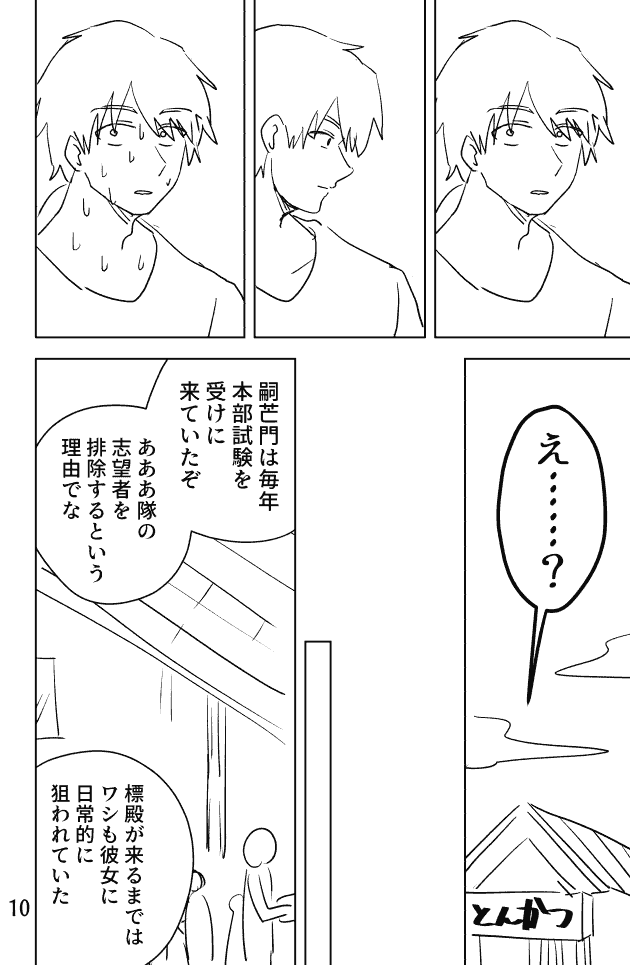 え……？
とんかつ
嗣芒門は毎年
本部試験を
受けに
来ていたぞ
あああ隊の
志望者を
排除するという
理由でな
標殿が来るまでは
ワシも彼女に
日常的に
狙われていた
10